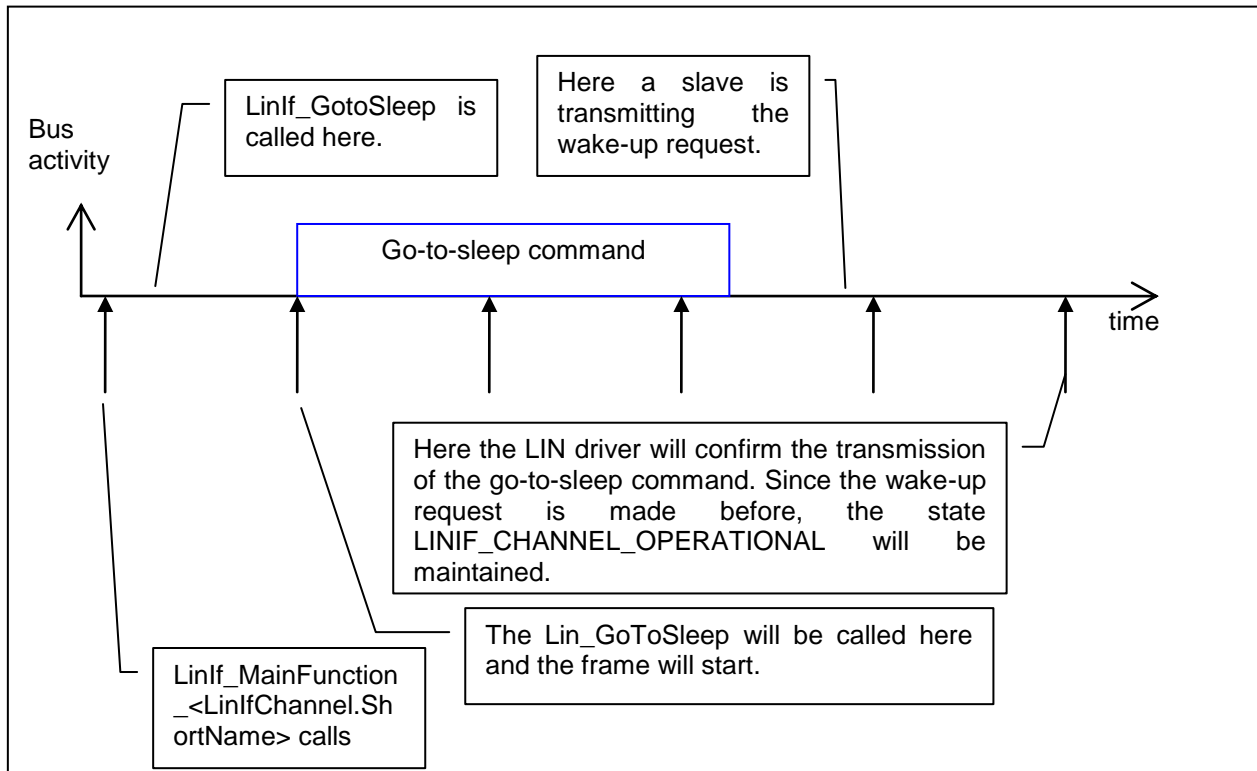 LinIf_GotoSleep is
called here.
Here a slave is
transmitting the
wake-up request.
Bus
activity
Go-to-sleep command
time
Here the LIN driver will confirm the transmission
of the go-to-sleep command. Since the wake-up
request is made before, the state
LINIF_CHANNEL_OPERATIONAL will be
maintained.
The Lin_GoToSleep will be called here
and the frame will start.
LinIf_MainFunction
_<LinIfChannel.Sh
ortName> calls